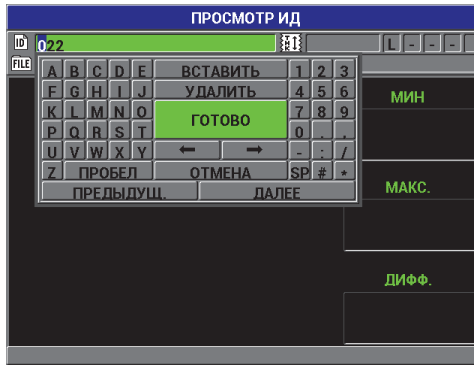 ПРОСМОТР ИД
ID 022 L - - -
FILE
A B C D E ВСТАВИТЬ 1 2 3
F G H I J УДАЛИТЬ 4 5 6
K L M N O ГОТОВО 7 8 9
P Q R S T 0 . ,
U V W X Y ← → - : /
Z ПРОБЕЛ ОТМЕНА SP # *
ПРЕДЫДУЩ. ДАЛЕЕ
МИН
МАКС.
ДИФФ.